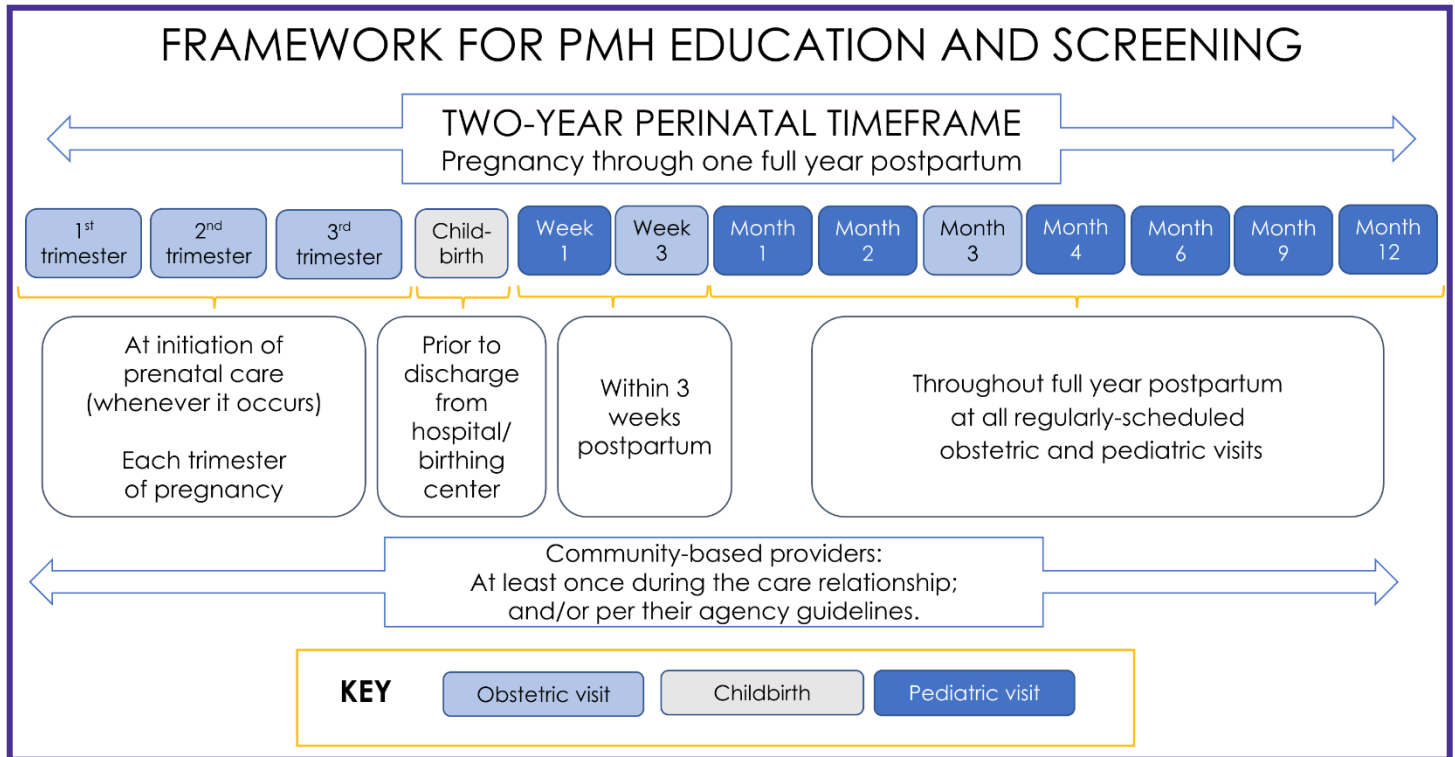 FRAMEWORK FOR PMH EDUCATION AND SCREENING
TWO-YEAR PERINATAL TIMEFRAME
Pregnancy through one full year postpartum
1st
trimester
2nd
trimester
3rd
trimester
Child-
birth
Week
1
Week
3
Month
1
Month
2
Month
3
Month
4
Month
6
Month
9
Month
12
At initiation of
prenatal care
(whenever it occurs)
Each trimester
of pregnancy
Prior to
discharge
from
hospital/
birthing
center
Within 3
weeks
postpartum
Throughout full year postpartum
at all regularly-scheduled
obstetric and pediatric visits
Community-based providers:
At least once during the care relationship;
and/or per their agency guidelines.
KEY
Obstetric visit
Childbirth
Pediatric visit